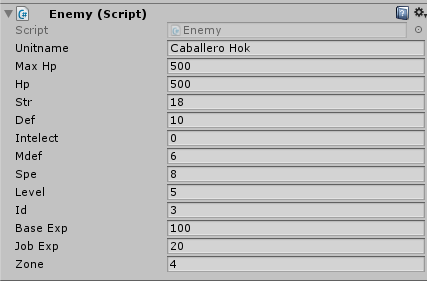 Enemy (Script)
Script Enemy
Unitname Caballero Hok
Max Hp 500
Hp 500
Str 18
Def 10
Intelect 0
Mdef 6
Spe 8
Level 5
Id 3
Base Exp 100
Job Exp 20
Zone 4